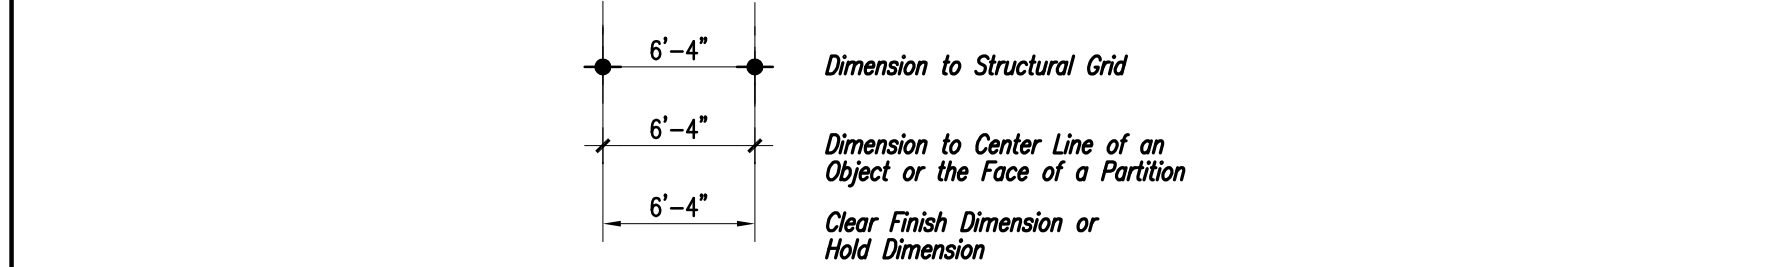 6'-4"
Dimension to Structural Grid
6'-4"
Dimension to Center Line of an
Object or the Face of a Partition
6'-4"
Clear Finish Dimension or
Hold Dimension